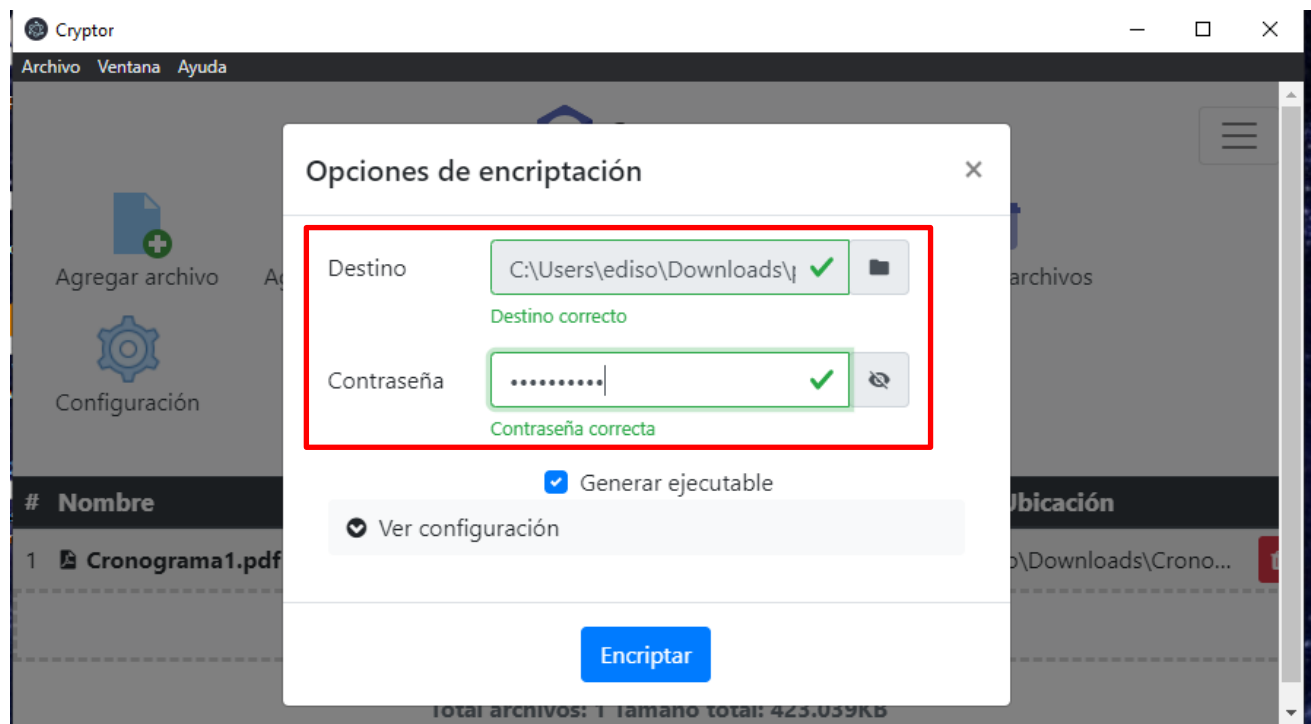 Cryptor
Archivo Ventana Ayuda
Opciones de encriptación
Destino
C:\Users\ediso\Downloads\
Destino correcto
Agregar archivo
archivos
Contraseña
Contraseña correcta
Configuración
Generar ejecutable
# Nombre
Ubicación
Ver configuración
1 Cronograma1.pdf
\Downloads\Crono...
Encriptar
Total archivos: 1 Tamaño total: 423.039KB